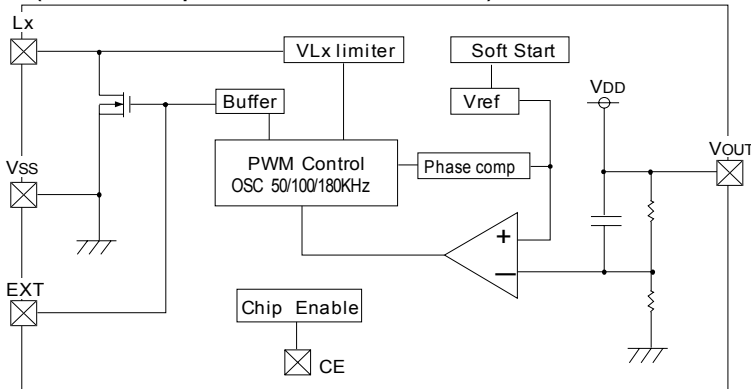 Lx
VLx limiter
Soft Start
Buffer
Vref
VDD
VOUT
PWM Control
OSC 50/100/180KHz
Phase comp
VSS
+
−
EXT
Chip Enable
CE